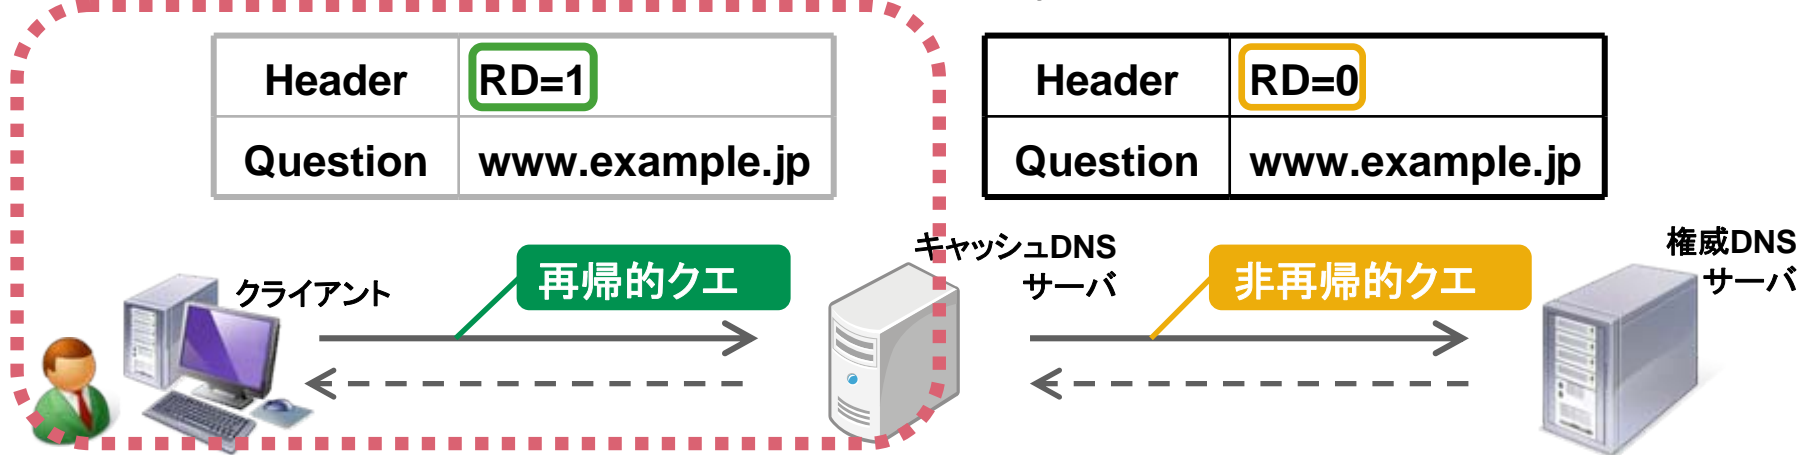 Header RD=1
Question www.example.jp
Header RD=0
Question www.example.jp
クライアント
再帰的クエ
キャッシュDNS
サーバ
非再帰的クエ
権威DNS
サーバ